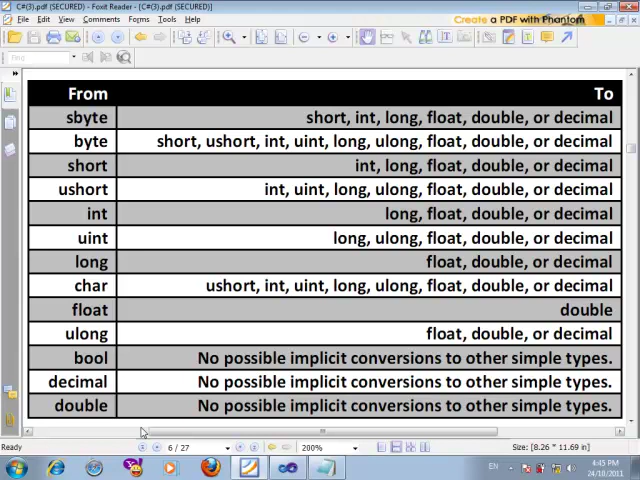 C#(3).pdf (SECURED) - Foxit Reader - [C#(3).pdf (SECURED)]
File Edit View Comments Forms Tools Help
Create a PDF with Phantom
Find:
From To
sbyte short, int, long, float, double, or decimal
byte short, ushort, int, uint, long, ulong, float, double, or decimal
short int, long, float, double, or decimal
ushort int, uint, long, ulong, float, double, or decimal
int long, float, double, or decimal
uint long, ulong, float, double, or decimal
long float, double, or decimal
char ushort, int, uint, long, ulong, float, double, or decimal
float double
ulong float, double, or decimal
bool No possible implicit conversions to other simple types.
decimal No possible implicit conversions to other simple types.
double No possible implicit conversions to other simple types.
Ready 6 / 27 200% Size: [8.26 * 11.69 in]
EN 4:45 PM
24/10/2011